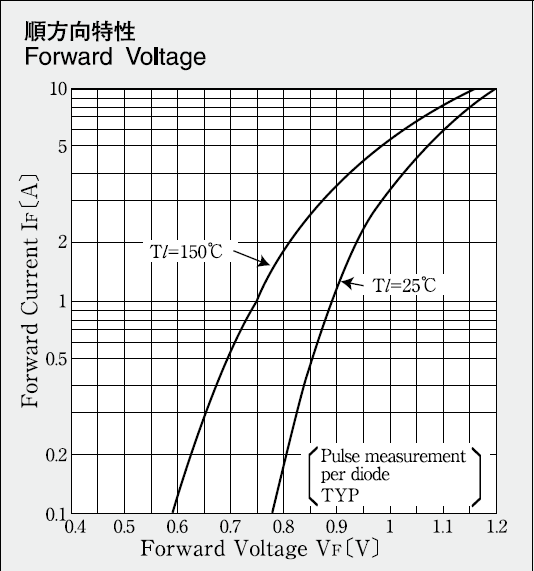 順方向特性
Forward Voltage
Forward Current IF〔A〕
10
5
2
1
0.5
0.2
0.1
Tl=150℃
Tl=25℃
Pulse measurement
per diode
TYP
0.4 0.5 0.6 0.7 0.8 0.9 1 1.1 1.2
Forward Voltage VF〔V〕